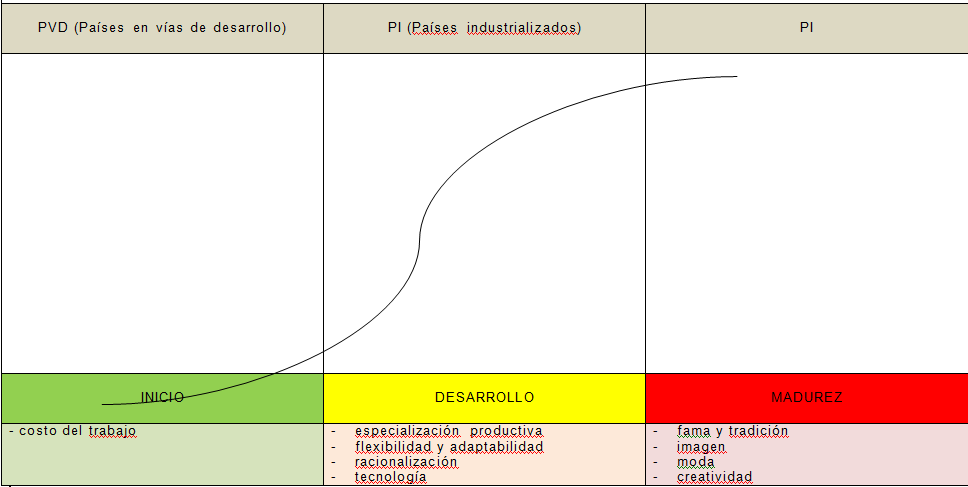 PVD (Países en vías de desarrollo)
PI (Países industrializados)
PI
INICIO
DESARROLLO
MADUREZ
- costo del trabajo
- especialización productiva
- flexibilidad y adaptabilidad
- racionalización
- tecnología
- fama y tradición
- imagen
- moda
- creatividad